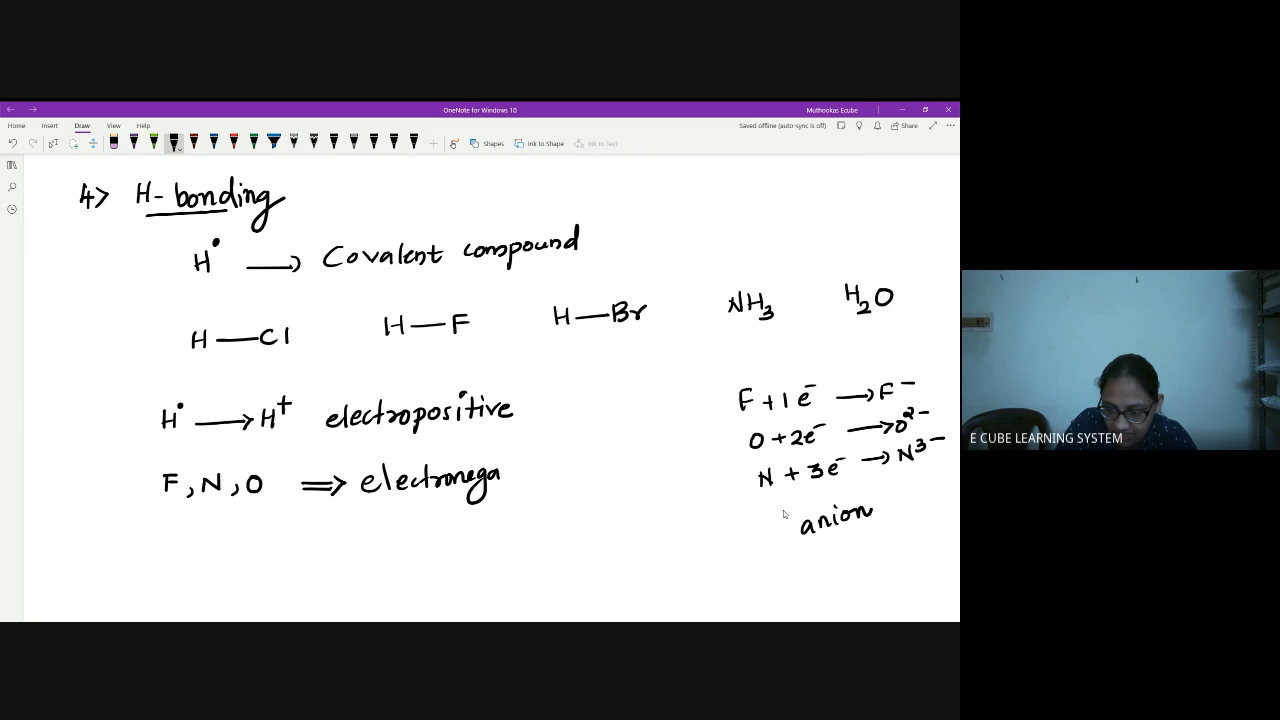 OneNote for Windows 10
Muthookas Ecube
Home Insert Draw View Help
Saved offline (auto-sync is off)
Share
Shapes
Ink to Shape
Ink to Text
4> H-bonding
H• ⟶ Covalent compound
H—Cl H—F H—Br NH₃ H₂O
H• ⟶ H⁺ electropositive
F, N, O ⟹ electronega
F + 1e⁻ ⟶ F⁻
O + 2e⁻ ⟶ O²⁻
N + 3e⁻ ⟶ N³⁻
anion
E CUBE LEARNING SYSTEM